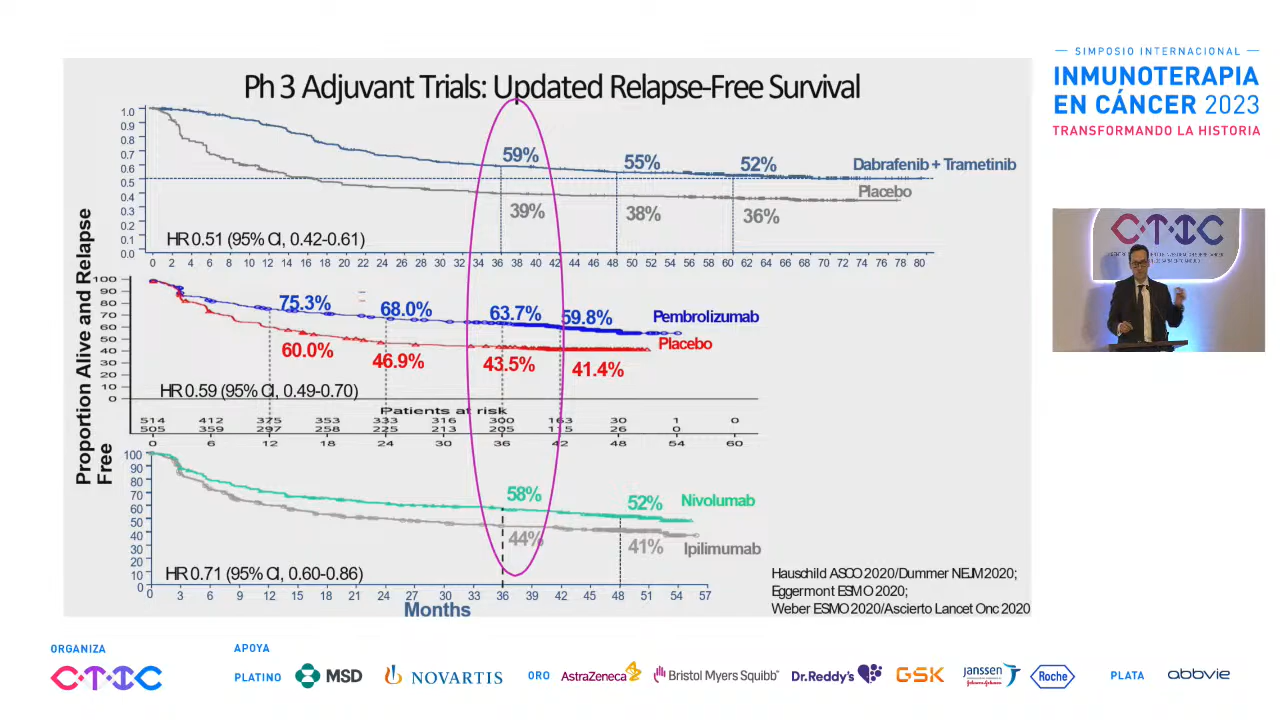 Ph 3 Adjuvant Trials: Updated Relapse-Free Survival
Proportion Alive and Relapse
Free
1.0
0.9
0.8
0.7
0.6
0.5
0.4
0.3
0.2
0.1
0.0
59%
55%
52%
Dabrafenib + Trametinib
Placebo
39%
38%
36%
HR 0.51 (95% CI, 0.42-0.61)
0 2 4 6 8 10 12 14 16 18 20 22 24 26 28 30 32 34 36 38 40 42 44 46 48 50 52 54 56 58 60 62 64 66 68 70 72 74 76 78 80
100
90
80
70
60
50
40
30
20
10
0
75.3%
68.0%
63.7%
59.8%
Pembrolizumab
Placebo
60.0%
46.9%
43.5%
41.4%
HR 0.59 (95% CI, 0.49-0.70)
Patients at risk
514 412 375 353 333 316 300 163 30 1 0
505 359 297 258 225 213 205 115 26 0
0 6 12 18 24 30 36 42 48 54 60
100
90
80
70
60
50
40
30
20
10
0
58%
52%
Nivolumab
44%
41%
Ipilimumab
HR 0.71 (95% CI, 0.60-0.86)
0 3 6 9 12 15 18 21 24 27 30 33 36 39 42 45 48 51 54 57
Months
Hauschild ASCO 2020/Dummer NEJM 2020;
Eggermont ESMO 2020;
Weber ESMO 2020/Ascierto Lancet Onc 2020
SIMPOSIO INTERNACIONAL
INMUNOTERAPIA
EN CÁNCER 2023
TRANSFORMANDO LA HISTORIA
CTIC
ORGANIZA
CTIC
APOYA
PLATINO
MSD
NOVARTIS
ORO
AstraZeneca
Bristol Myers Squibb™
Dr.Reddy's
GSK
janssen
Johnson&Johnson
Roche
PLATA
abbvie